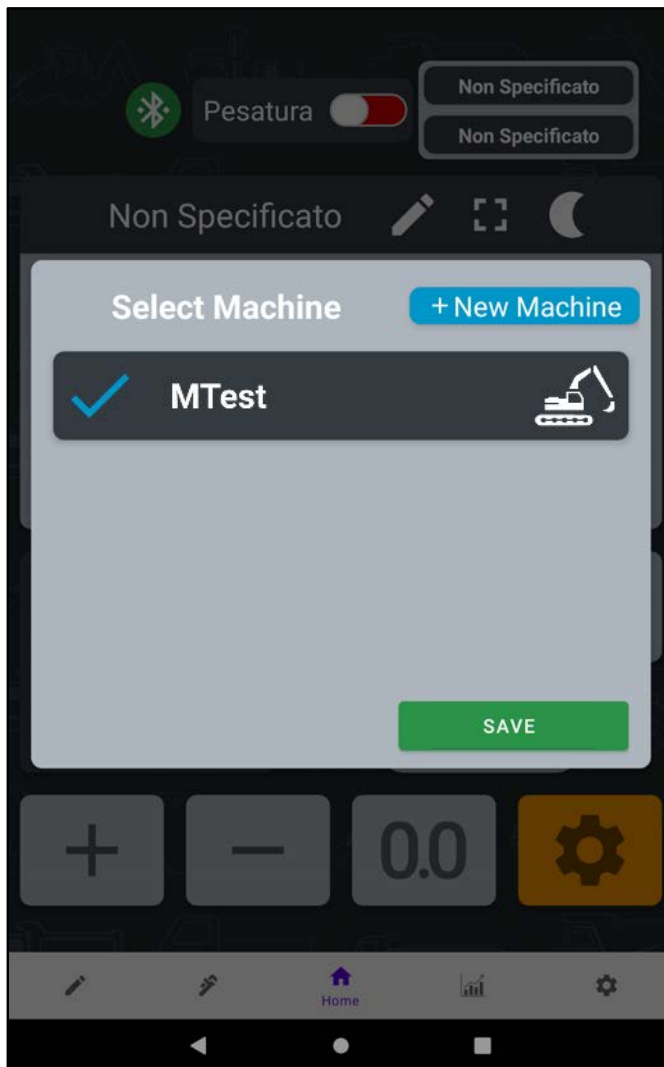 Pesatura
Non Specificato
Non Specificato
Non Specificato
Select Machine
+ New Machine
MTest
SAVE
0.0
Home